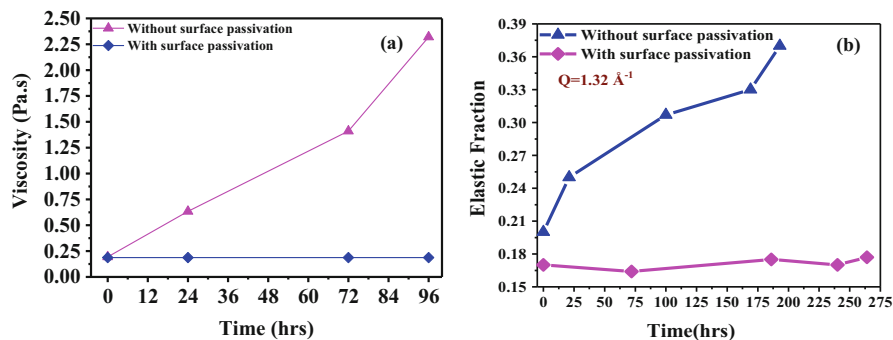 2.50
2.25
2.00
1.75
1.50
1.25
1.00
0.75
0.50
0.25
0.00
Viscosity (Pa.s)
Without surface passivation
With surface passivation
(a)
0 12 24 36 48 60 72 84 96
Time (hrs)
0.39
0.36
0.33
0.30
0.27
0.24
0.21
0.18
0.15
Elastic Fraction
Without surface passivation
With surface passivation
(b)
Q=1.32 Å⁻¹
0 25 50 75 100 125 150 175 200 225 250 275
Time(hrs)